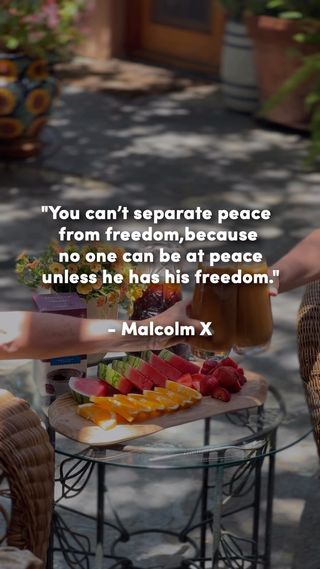 "You can’t separate peace
from freedom,because
no one can be at peace
unless he has his freedom."
- Malcolm X